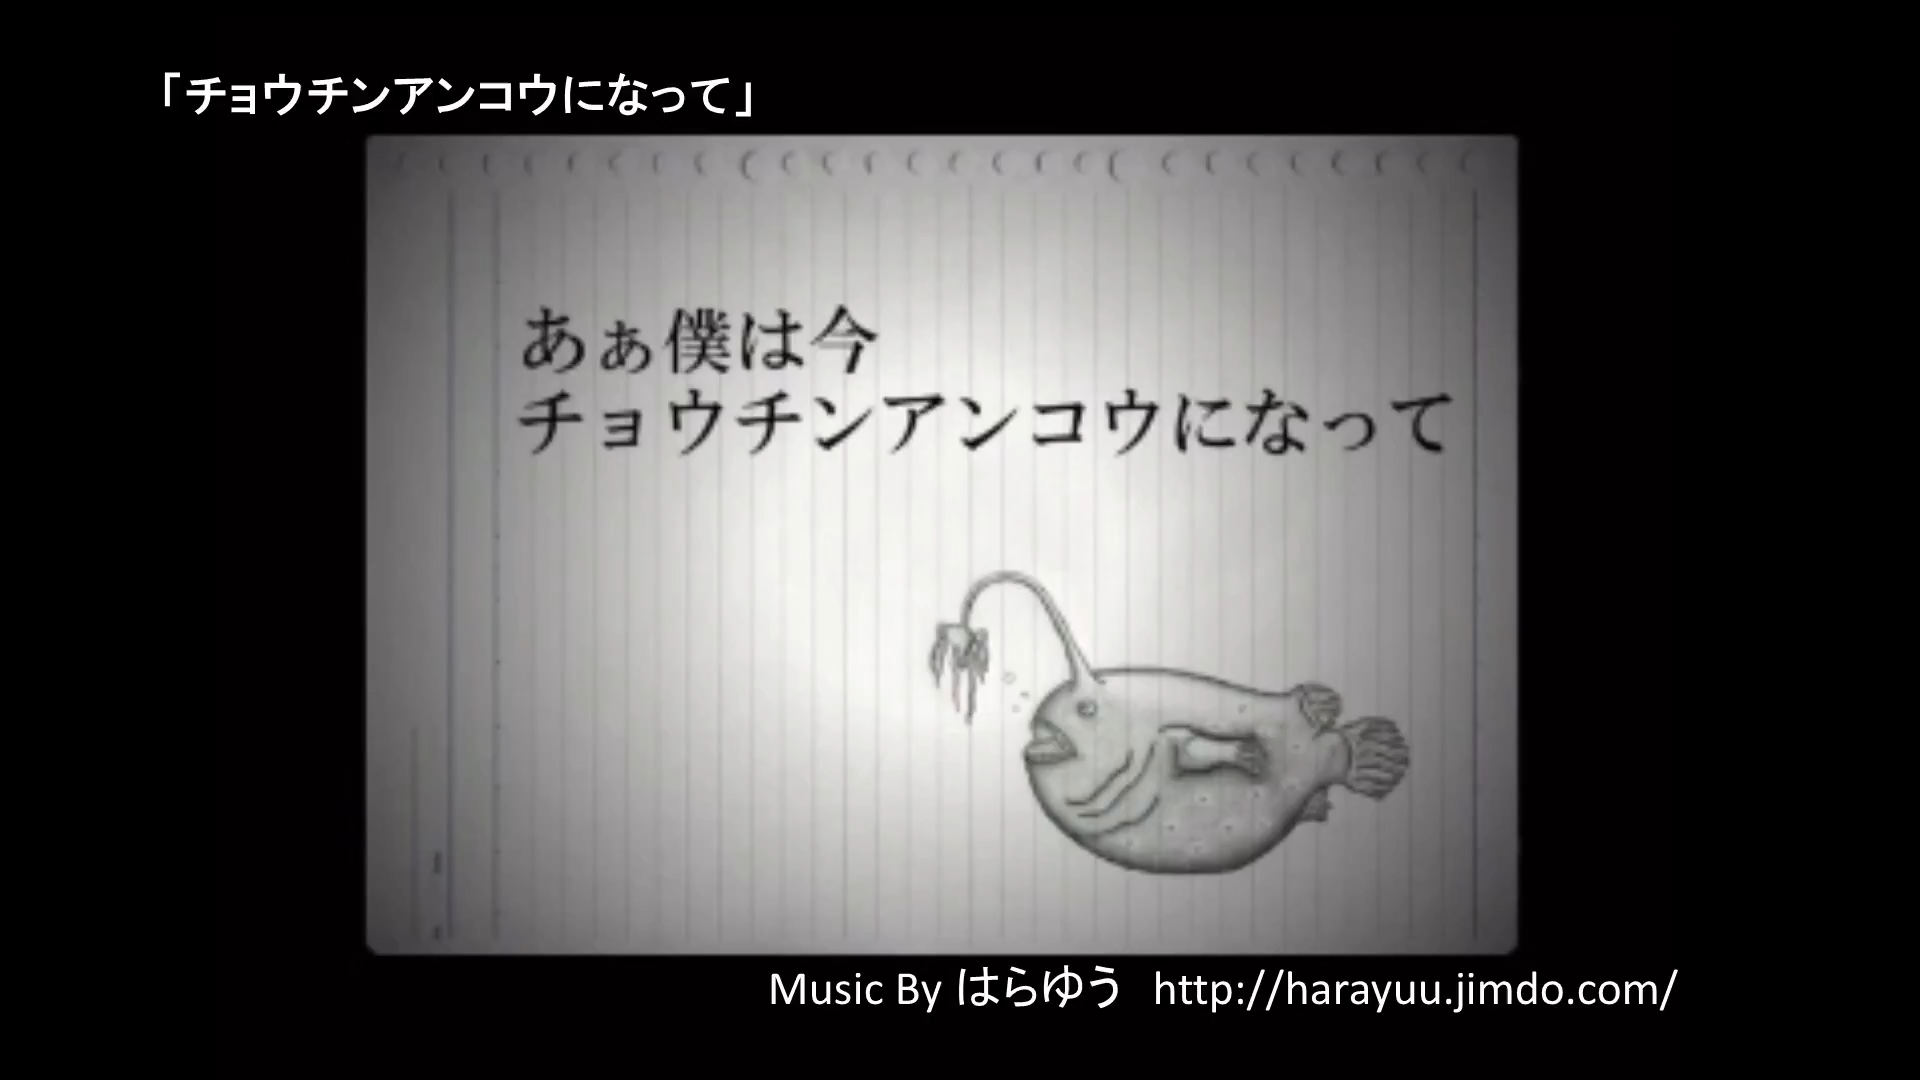 「チョウチンアンコウになって」
あぁ僕は今
チョウチンアンコウになって
Music By はらゆう http://harayuu.jimdo.com/